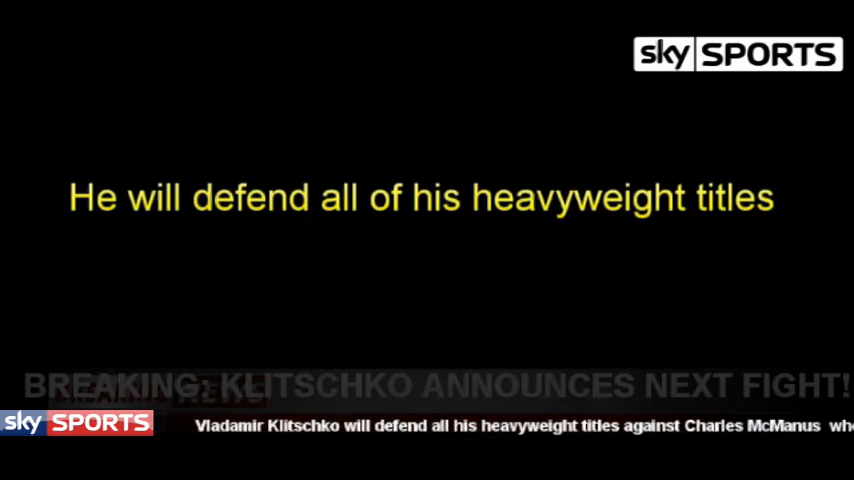 sky SPORTS
He will defend all of his heavyweight titles
BREAKING: KLITSCHKO ANNOUNCES NEXT FIGHT!
sky SPORTS
Vladamir Klitschko will defend all his heavyweight titles against Charles McManus who